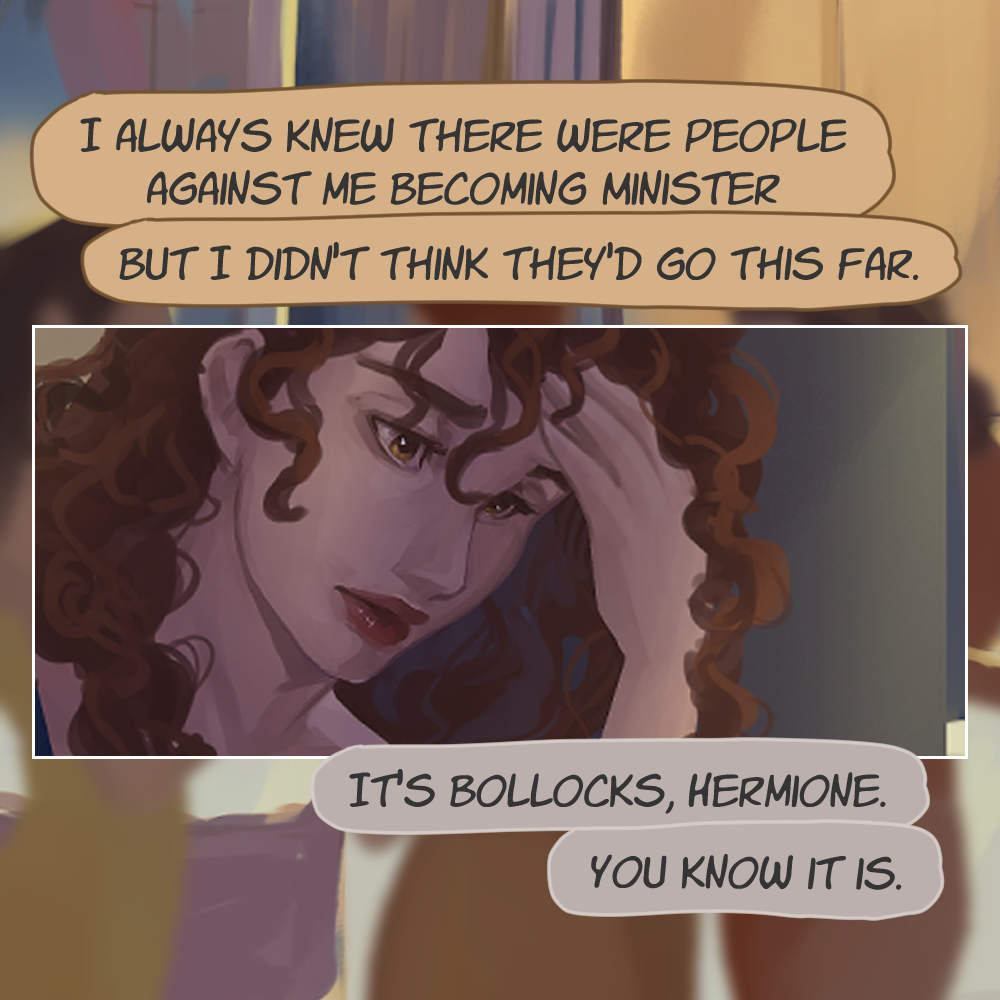 I ALWAYS KNEW THERE WERE PEOPLE
AGAINST ME BECOMING MINISTER
BUT I DIDN'T THINK THEY'D GO THIS FAR.
IT'S BOLLOCKS, HERMIONE.
YOU KNOW IT IS.